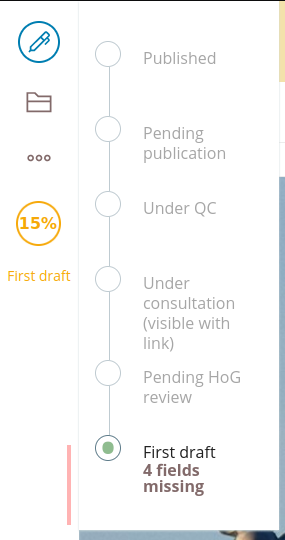 15%
First draft
Published
Pending
publication
Under QC
Under
consultation
(visible with
link)
Pending HoG
review
First draft
4 fields
missing